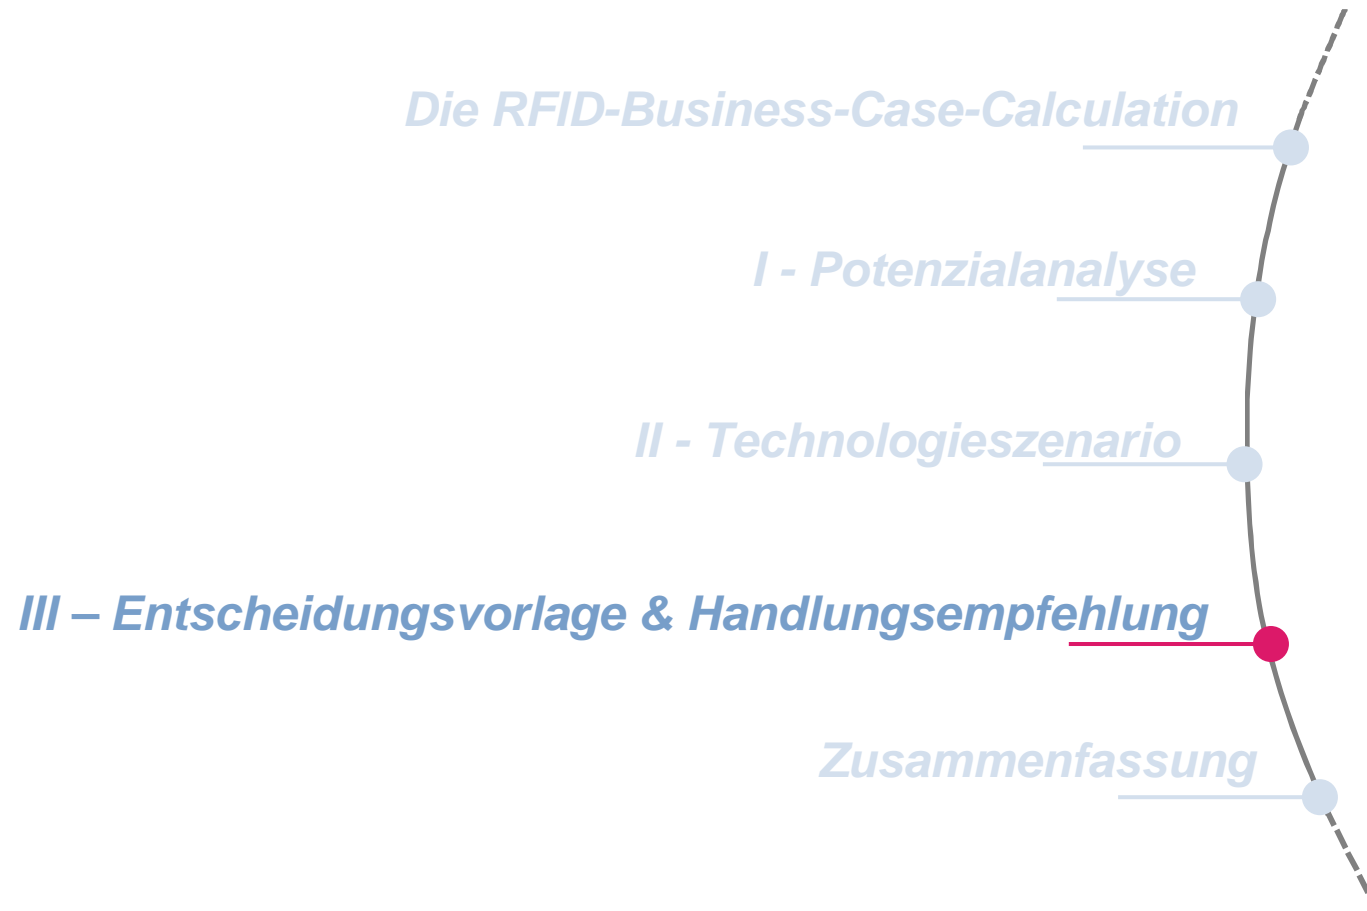 Die RFID-Business-Case-Calculation
I - Potenzialanalyse
II - Technologieszenario
III – Entscheidungsvorlage & Handlungsempfehlung
Zusammenfassung